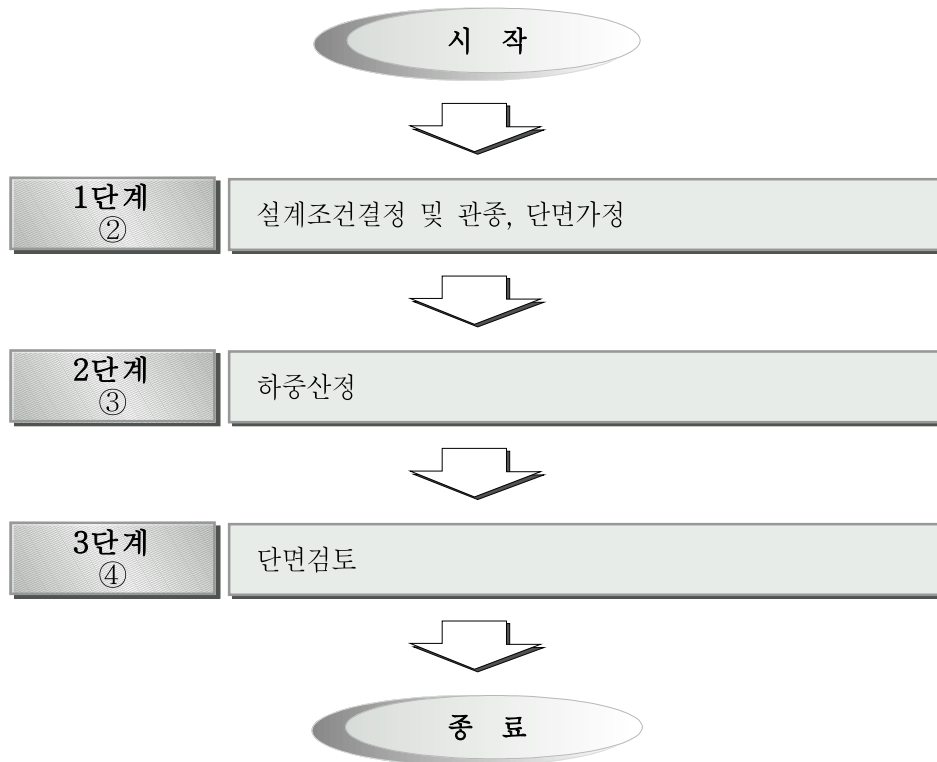 시 작
1단계
②
설계조건결정 및 관종, 단면가정
2단계
③
하중산정
3단계
④
단면검토
종 료